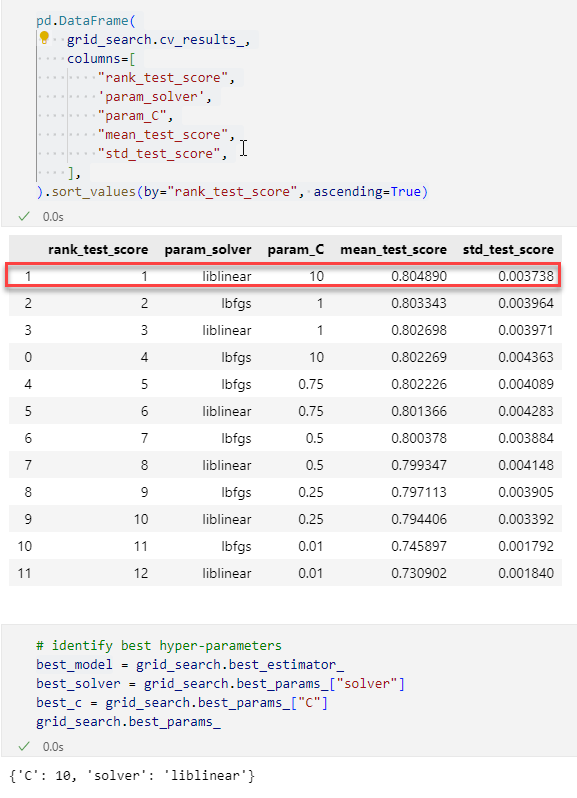 pd.DataFrame(
grid_search.cv_results_,
columns=[
"rank_test_score",
'param_solver',
"param_C",
"mean_test_score",
"std_test_score",
],
).sort_values(by="rank_test_score", ascending=True)
0.0s
rank_test_score param_solver param_C mean_test_score std_test_score
1 1 liblinear 10 0.804890 0.003738
2 2 lbfgs 1 0.803343 0.003964
3 3 liblinear 1 0.802698 0.003971
0 4 lbfgs 10 0.802269 0.004363
4 5 lbfgs 0.75 0.802226 0.004089
5 6 liblinear 0.75 0.801366 0.004283
6 7 lbfgs 0.5 0.800378 0.003884
7 8 liblinear 0.5 0.799347 0.004148
8 9 lbfgs 0.25 0.797113 0.003905
9 10 liblinear 0.25 0.794406 0.003392
10 11 lbfgs 0.01 0.745897 0.001792
11 12 liblinear 0.01 0.730902 0.001840
# identify best hyper-parameters
best_model = grid_search.best_estimator_
best_solver = grid_search.best_params_["solver"]
best_c = grid_search.best_params_["C"]
grid_search.best_params_
0.0s
{'C': 10, 'solver': 'liblinear'}